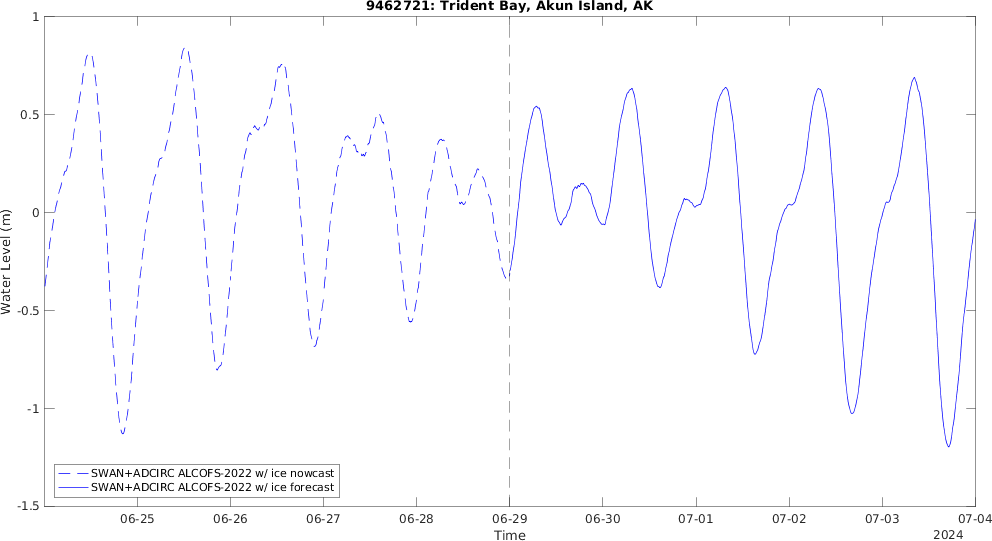 9462721: Trident Bay, Akun Island, AK
1
0.5
0
-0.5
-1
-1.5
Water Level (m)
SWAN+ADCIRC ALCOFS-2022 w/ ice nowcast
SWAN+ADCIRC ALCOFS-2022 w/ ice forecast
06-25 06-26 06-27 06-28 06-29 06-30 07-01 07-02 07-03 07-04
Time
2024